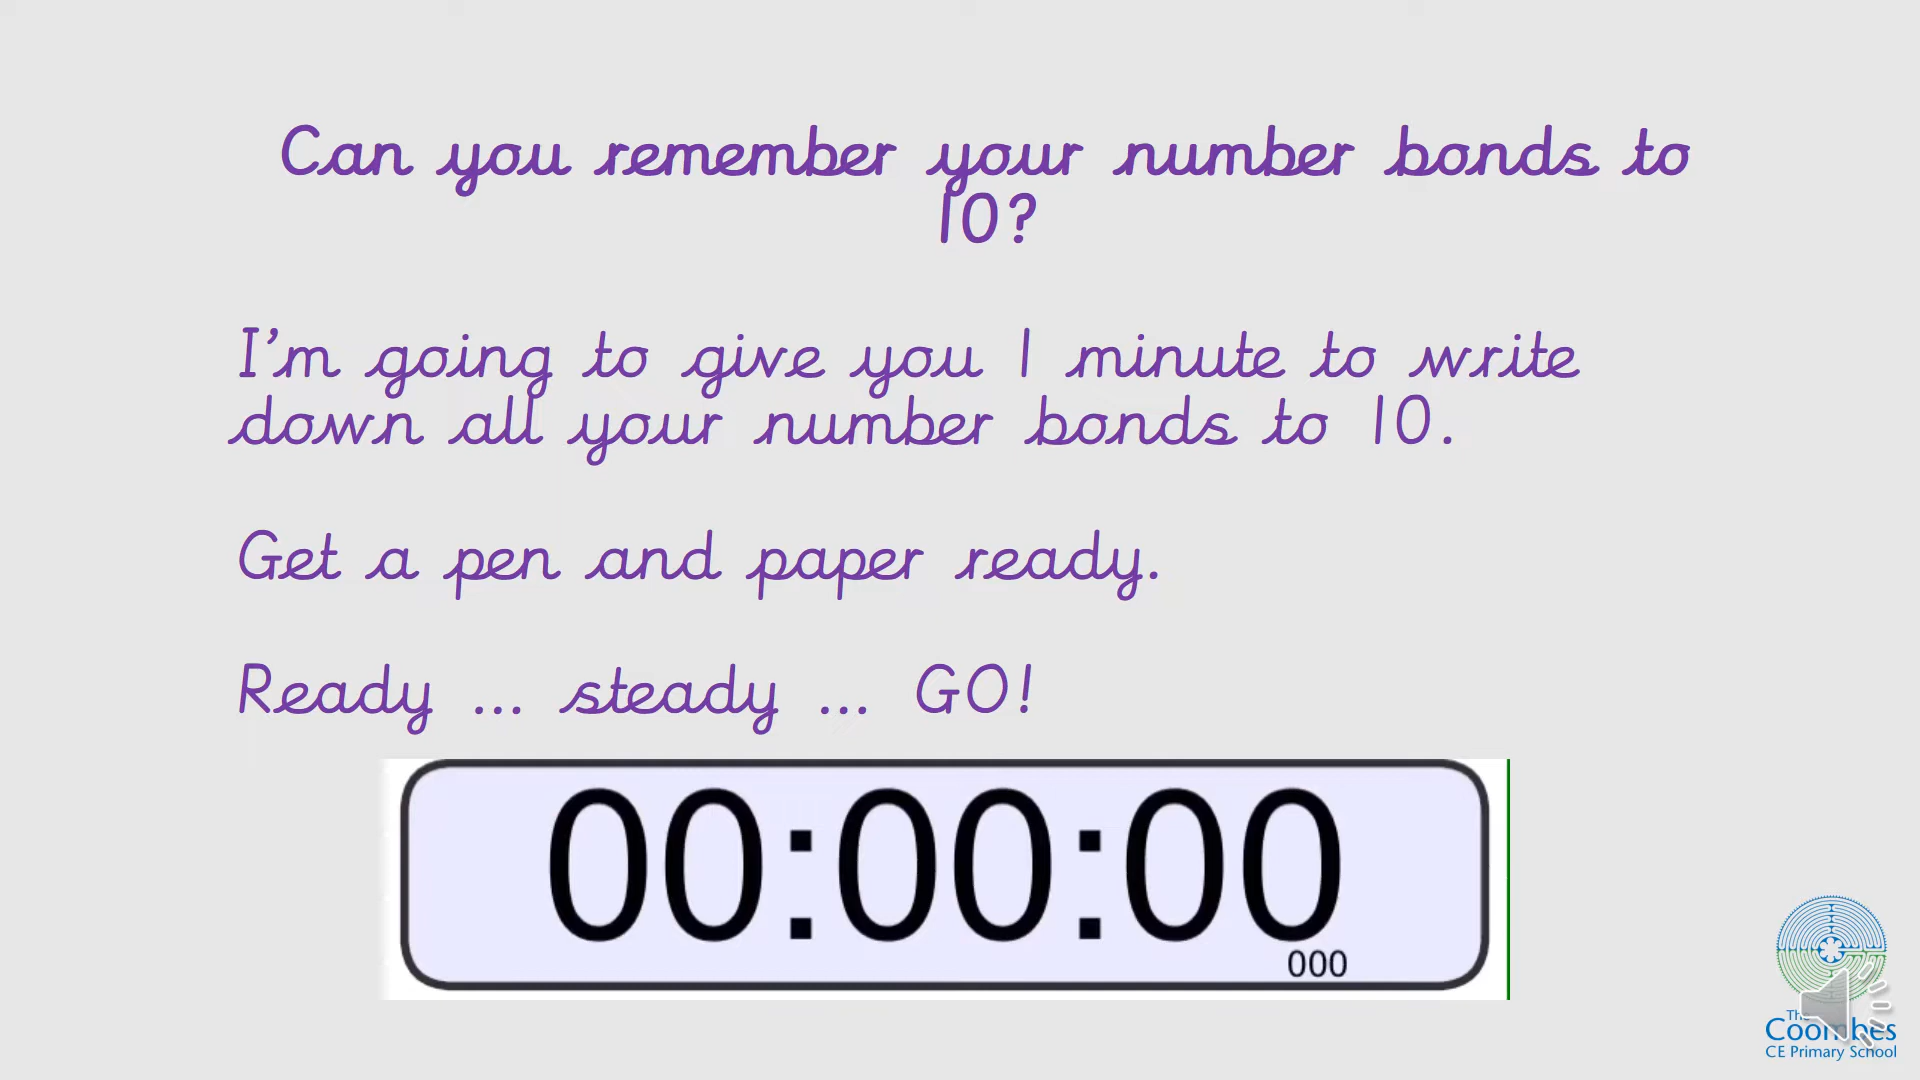 Can you remember your number bonds to
10?
I'm going to give you 1 minute to write
down all your number bonds to 10.
Get a pen and paper ready.
Ready ... steady ... GO!
00:00:00
000
The
Coombes
CE Primary School